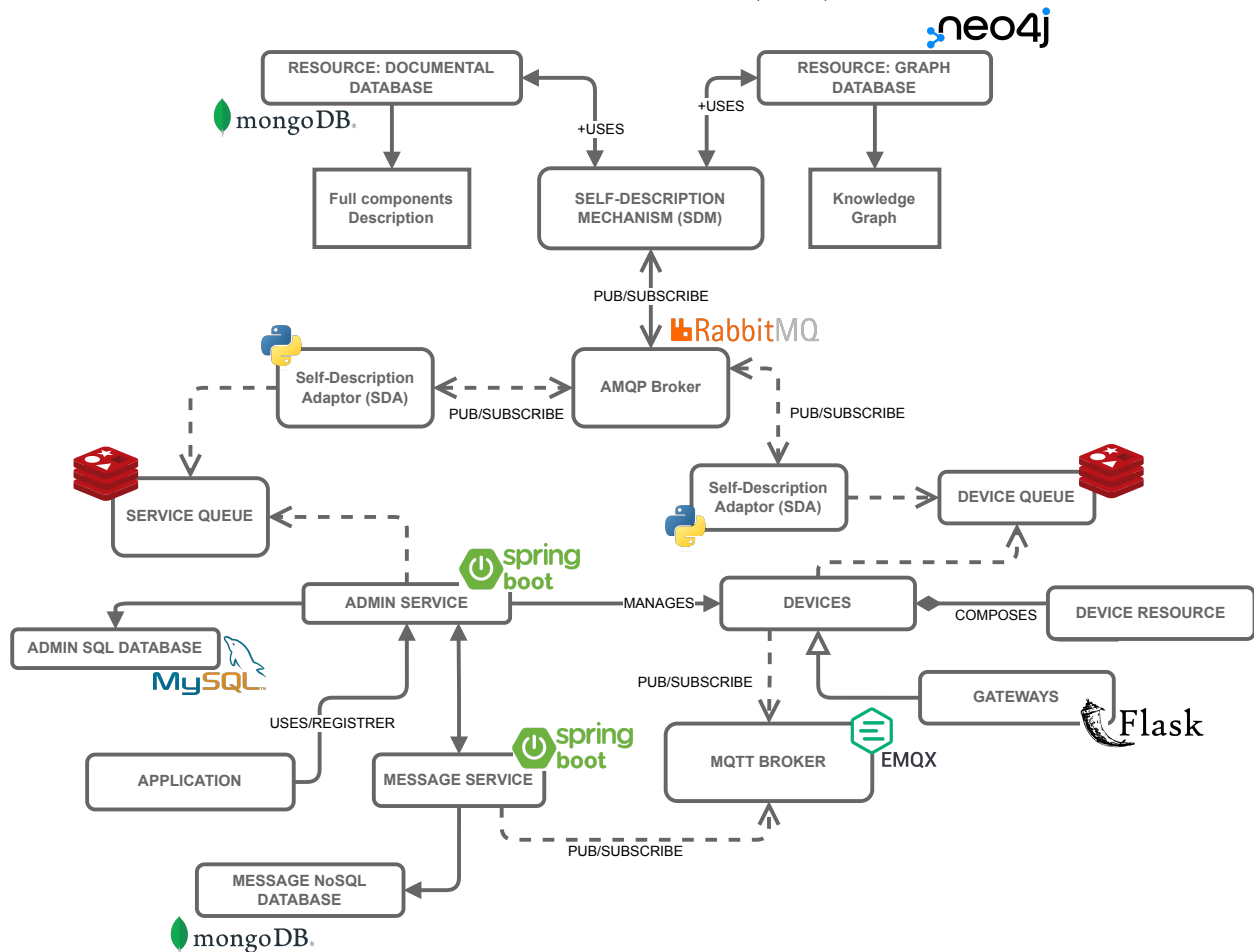 neo4j
RESOURCE: DOCUMENTAL
DATABASE
RESOURCE: GRAPH
DATABASE
mongoDB.
+USES
+USES
Full components
Description
SELF-DESCRIPTION
MECHANISM (SDM)
Knowledge
Graph
PUB/SUBSCRIBE
RabbitMQ
Self-Description
Adaptor (SDA)
AMQP Broker
PUB/SUBSCRIBE
PUB/SUBSCRIBE
SERVICE QUEUE
Self-Description
Adaptor (SDA)
DEVICE QUEUE
spring
boot
ADMIN SERVICE
MANAGES
DEVICES
COMPOSES
DEVICE RESOURCE
ADMIN SQL DATABASE
MySQL
PUB/SUBSCRIBE
GATEWAYS
Flask
USES/REGISTRER
spring
boot
APPLICATION
MESSAGE SERVICE
MQTT BROKER
EMQX
PUB/SUBSCRIBE
MESSAGE NoSQL
DATABASE
mongoDB.